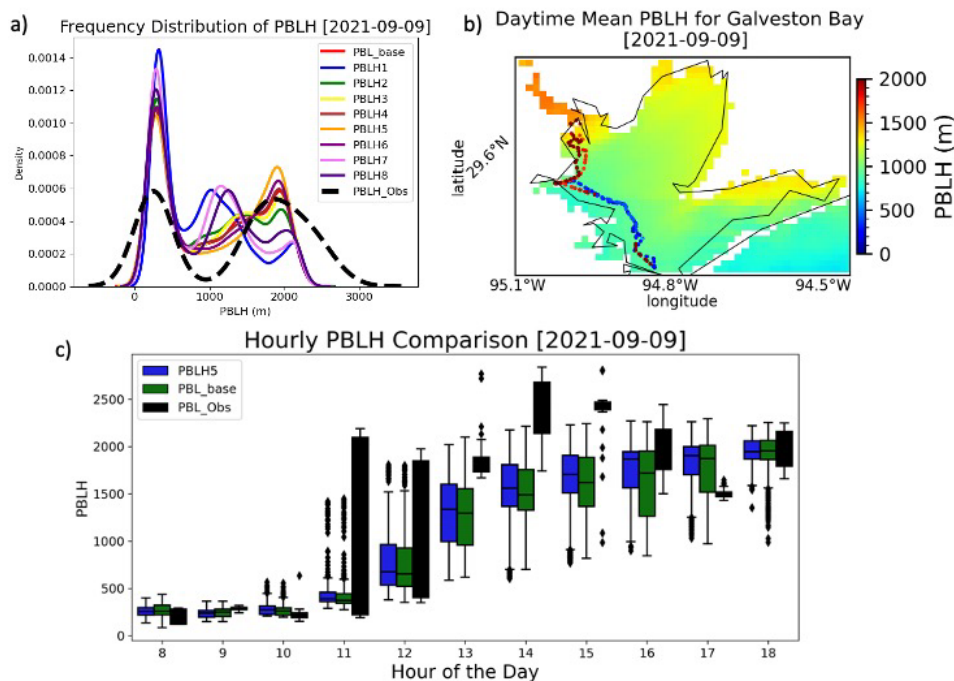 a)
Frequency Distribution of PBLH [2021-09-09]
0.0014
0.0012
0.0010
0.0008
0.0006
0.0004
0.0002
0.0000
Density
0
1000
2000
3000
PBLH (m)
PBL_base
PBLH1
PBLH2
PBLH3
PBLH4
PBLH5
PBLH6
PBLH7
PBLH8
PBLH_Obs
b)
Daytime Mean PBLH for Galveston Bay
[2021-09-09]
latitude
29.6°N
95.1°W
94.8°W
94.5°W
longitude
2000
1500
1000
500
0
PBLH (m)
c)
Hourly PBLH Comparison [2021-09-09]
PBLH5
PBL_base
PBL_Obs
2500
2000
1500
1000
500
0
PBLH
8
9
10
11
12
13
14
15
16
17
18
Hour of the Day